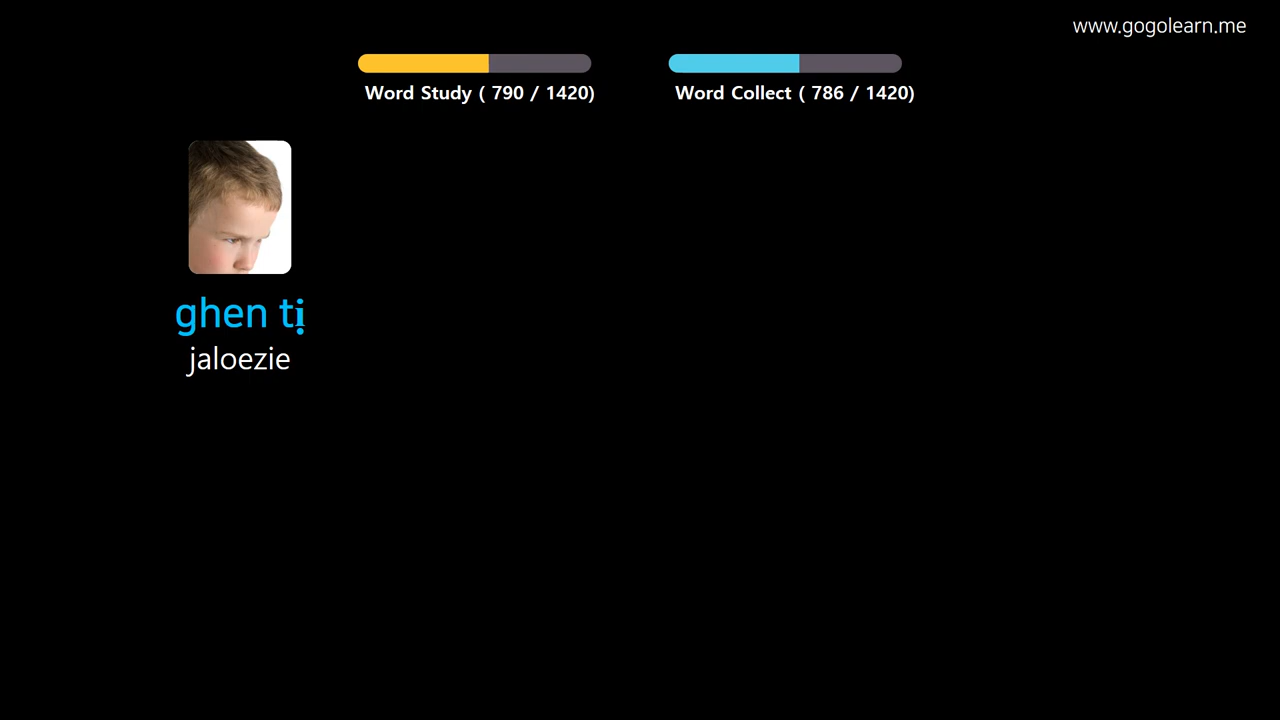 www.gogolearn.me
Word Study ( 790 / 1420)
Word Collect ( 786 / 1420)
ghen tị
jaloezie